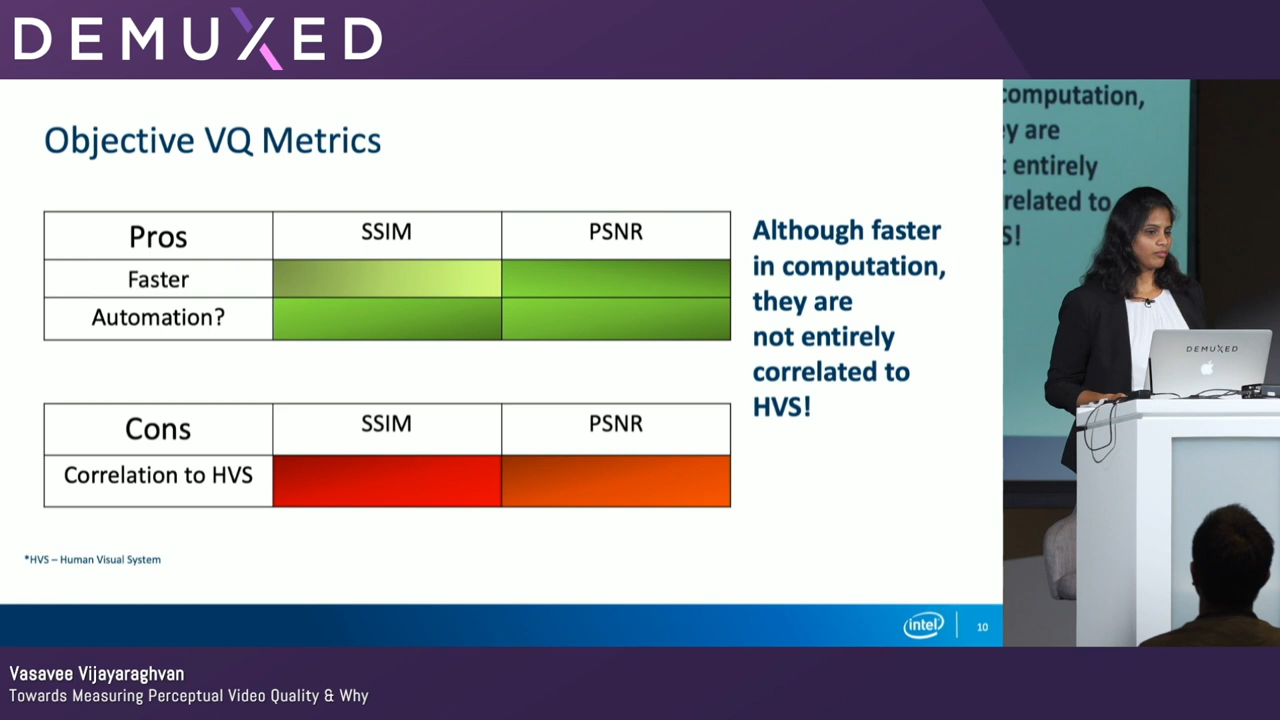 DEMUXED
Objective VQ Metrics
Pros SSIM PSNR
Faster
Automation?
Cons SSIM PSNR
Correlation to HVS
Although faster
in computation,
they are
not entirely
correlated to
HVS!
*HVS – Human Visual System
intel
10
computation,
ey are
entirely
related to
S!
DEMUXED
Vasavee Vijayaraghvan
Towards Measuring Perceptual Video Quality & Why